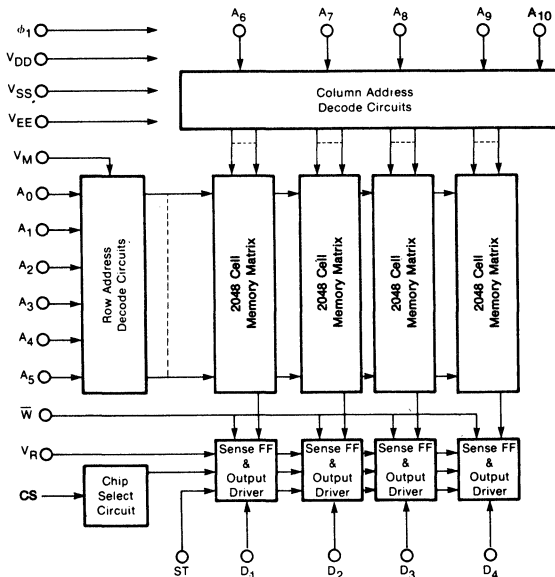 A6 A7 A8 A9 A10
ϕ1
VDD
VSS
VEE
Column Address
Decode Circuits
VM
A0
A1
A2
A3
A4
A5
Row Address
Decode Circuits
2048 Cell
Memory Matrix
2048 Cell
Memory Matrix
2048 Cell
Memory Matrix
2048 Cell
Memory Matrix
W̅
VR
CS
Chip
Select
Circuit
Sense FF
&
Output
Driver
Sense FF
&
Output
Driver
Sense FF
&
Output
Driver
Sense FF
&
Output
Driver
ST D1 D2 D3 D4